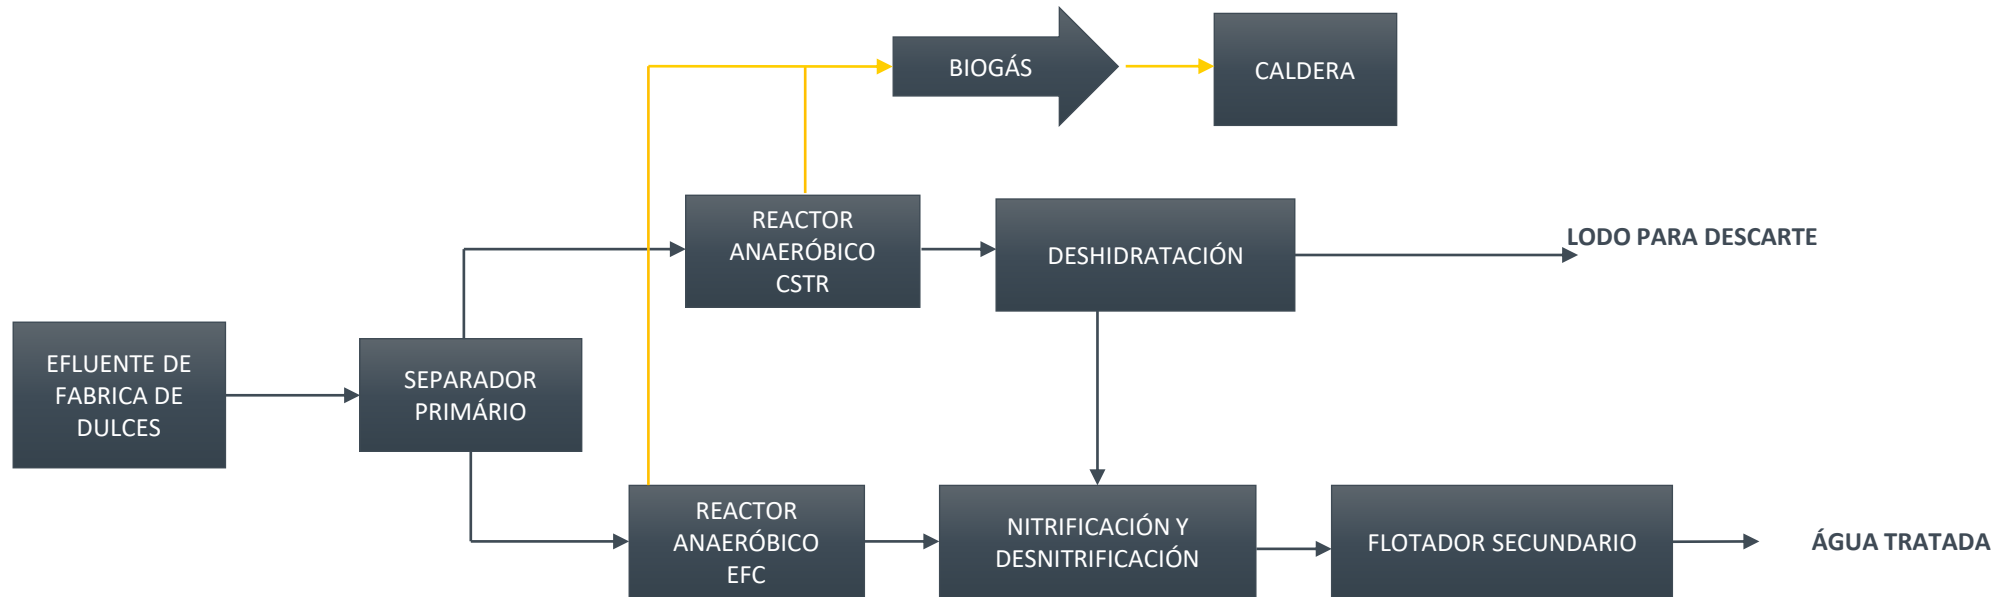 BIOGÁS
CALDERA
REACTOR
ANAERÓBICO
CSTR
DESHIDRATACIÓN
LODO PARA DESCARTE
EFLUENTE DE
FABRICA DE
DULCES
SEPARADOR
PRIMÁRIO
REACTOR
ANAERÓBICO
EFC
NITRIFICACIÓN Y
DESNITRIFICACIÓN
FLOTADOR SECUNDARIO
ÁGUA TRATADA